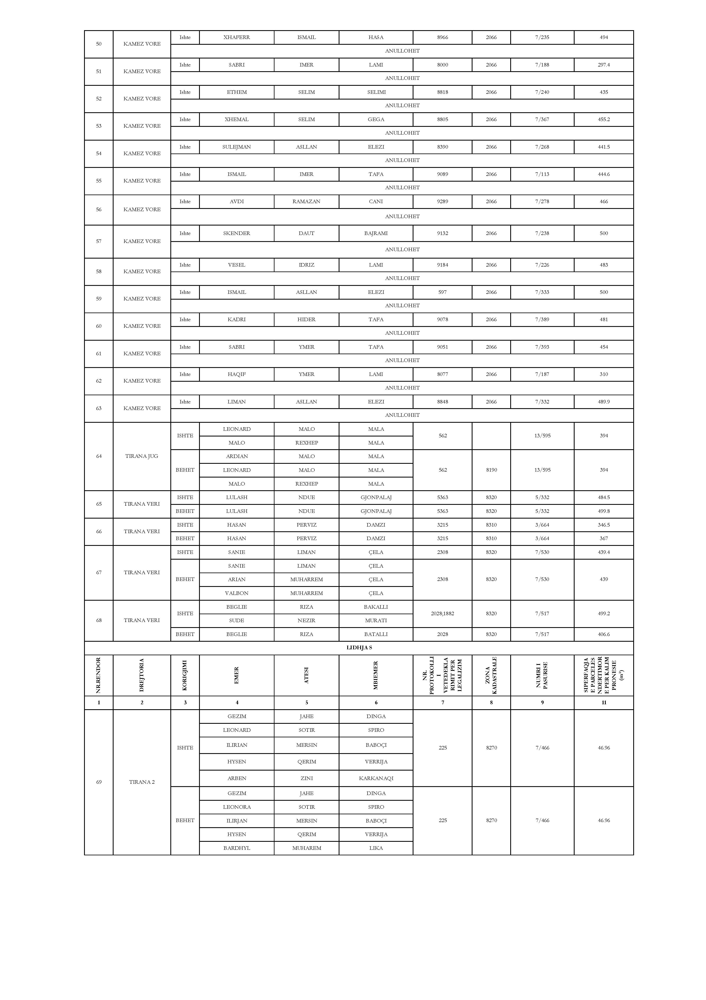 50 KAMEZ VORE Ishte XHAFERR ISMAIL HASA 8966 2066 7/235 494
ANULLOHET
51 KAMEZ VORE Ishte SABRI IMER LAMI 8000 2066 7/188 297.4
ANULLOHET
52 KAMEZ VORE Ishte ETHEM SELIM SELIMI 8818 2066 7/240 435
ANULLOHET
53 KAMEZ VORE Ishte XHEMAL SELIM GEGA 8805 2066 7/367 455.2
ANULLOHET
54 KAMEZ VORE Ishte SULEJMAN ASLLAN ELEZI 8390 2066 7/268 441.5
ANULLOHET
55 KAMEZ VORE Ishte ISMAIL IMER TAFA 9089 2066 7/113 444.6
ANULLOHET
56 KAMEZ VORE Ishte AVDI RAMAZAN CANI 9289 2066 7/278 466
ANULLOHET
57 KAMEZ VORE Ishte SKENDER DAUT BAJRAMI 9132 2066 7/238 500
ANULLOHET
58 KAMEZ VORE Ishte VESEL IDRIZ LAMI 9184 2066 7/226 483
ANULLOHET
59 KAMEZ VORE Ishte ISMAIL ASLLAN ELEZI 597 2066 7/333 500
ANULLOHET
60 KAMEZ VORE Ishte KADRI HIDER TAFA 9078 2066 7/389 481
ANULLOHET
61 KAMEZ VORE Ishte SABRI YMER TAFA 9051 2066 7/393 454
ANULLOHET
62 KAMEZ VORE Ishte HAQIF YMER LAMI 8077 2066 7/187 310
ANULLOHET
63 KAMEZ VORE Ishte LIMAN ASLLAN ELEZI 8848 2066 7/332 489.9
ANULLOHET
64 TIRANA JUG ISHTE LEONARD MALO MALA 562 13/595 394
MALO REXHEP MALA
BEHET ARDIAN MALO MALA 562 8190 13/595 394
LEONARD MALO MALA
MALO REXHEP MALA
65 TIRANA VERI ISHTE LULASH NDUE GJONPALAJ 5363 8320 5/332 484.5
BEHET LULASH NDUE GJONPALAJ 5363 8320 5/332 499.8
66 TIRANA VERI ISHTE HASAN PERVIZ DAMZI 3215 8310 3/664 346.5
BEHET HASAN PERVIZ DAMZI 3215 8310 3/664 367
67 TIRANA VERI ISHTE SANIE LIMAN ÇELA 2308 8320 7/530 439.4
BEHET SANIE LIMAN ÇELA 2308 8320 7/530 439
ARIAN MUHARREM ÇELA
VALBON MUHARREM ÇELA
68 TIRANA VERI ISHTE BEGLIE RIZA BAKALLI 2028;1882 8320 7/517 499.2
SUDE NEZIR MURATI
BEHET BEGLIE RIZA BATALLI 2028 8320 7/517 406.6
LIDHJA S
NR.RENDOR
DREJTORIA
KORIGJIMI
EMER
ATESI
MBIEMER
NR.
PROTOKOLLI
I
VETEDEKLA
RIMIT PER
LEGALIZIM
ZONA
KADASTRALE
NUMRI I
PASURISE
SIPERFAQJA
E PARCELES
NDERTIMOR
E PER KALIM
PRONESIE
(m²)
1 2 3 4 5 6 7 8 9 11
69 TIRANA 2 ISHTE GEZIM JAHE DINGA 225 8270 7/466 46.96
LEONARD SOTIR SPIRO
ILIRIAN MERSIN BABOÇI
HYSEN QERIM VERRIJA
ARBEN ZINI KARKANAQI
BEHET GEZIM JAHE DINGA 225 8270 7/466 46.96
LEONORA SOTIR SPIRO
ILIRJAN MERSIN BABOÇI
HYSEN QERIM VERRIJA
BARDHYL MUHAREM LIKA